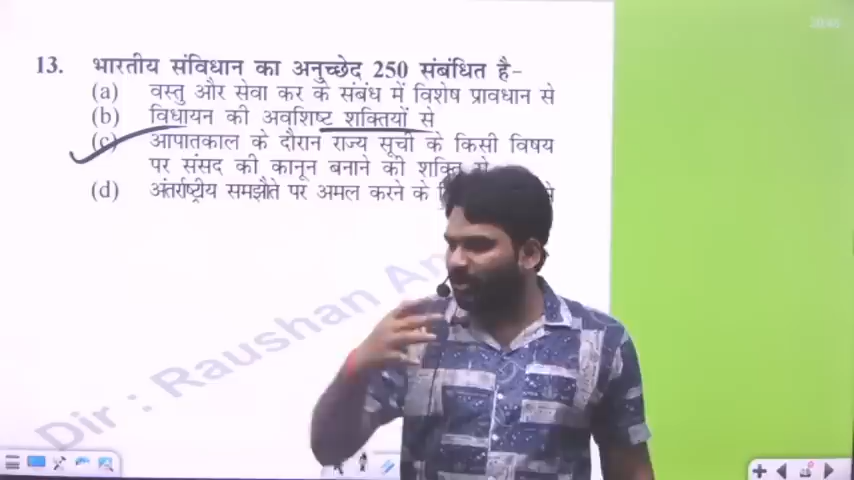 13. भारतीय संविधान का अनुच्छेद 250 संबंधित है-
(a) वस्तु और सेवा कर के संबंध में विशेष प्रावधान से
(b) विधायन की अवशिष्ट शक्तियों से
(c) आपातकाल के दौरान राज्य सूची के किसी विषय
पर संसद की कानून बनाने की शक्ति से
(d) अंतर्राष्ट्रीय समझौते पर अमल करने के
Dir : Raushan